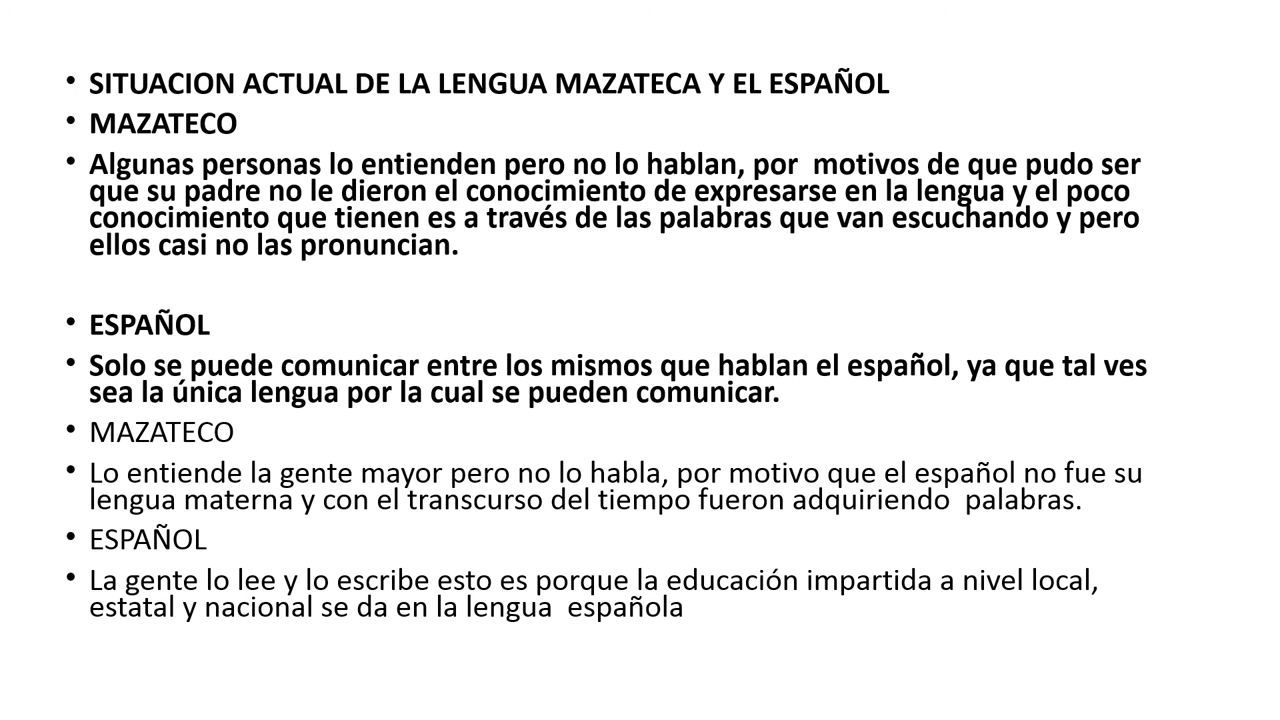 • SITUACION ACTUAL DE LA LENGUA MAZATECA Y EL ESPAÑOL
• MAZATECO
• Algunas personas lo entienden pero no lo hablan, por  motivos de que pudo ser
que su padre no le dieron el conocimiento de expresarse en la lengua y el poco
conocimiento que tienen es a través de las palabras que van escuchando y pero
ellos casi no las pronuncian.
• ESPAÑOL
• Solo se puede comunicar entre los mismos que hablan el español, ya que tal ves
sea la única lengua por la cual se pueden comunicar.
• MAZATECO
• Lo entiende la gente mayor pero no lo habla, por motivo que el español no fue su
lengua materna y con el transcurso del tiempo fueron adquiriendo  palabras.
• ESPAÑOL
• La gente lo lee y lo escribe esto es porque la educación impartida a nivel local,
estatal y nacional se da en la lengua  española